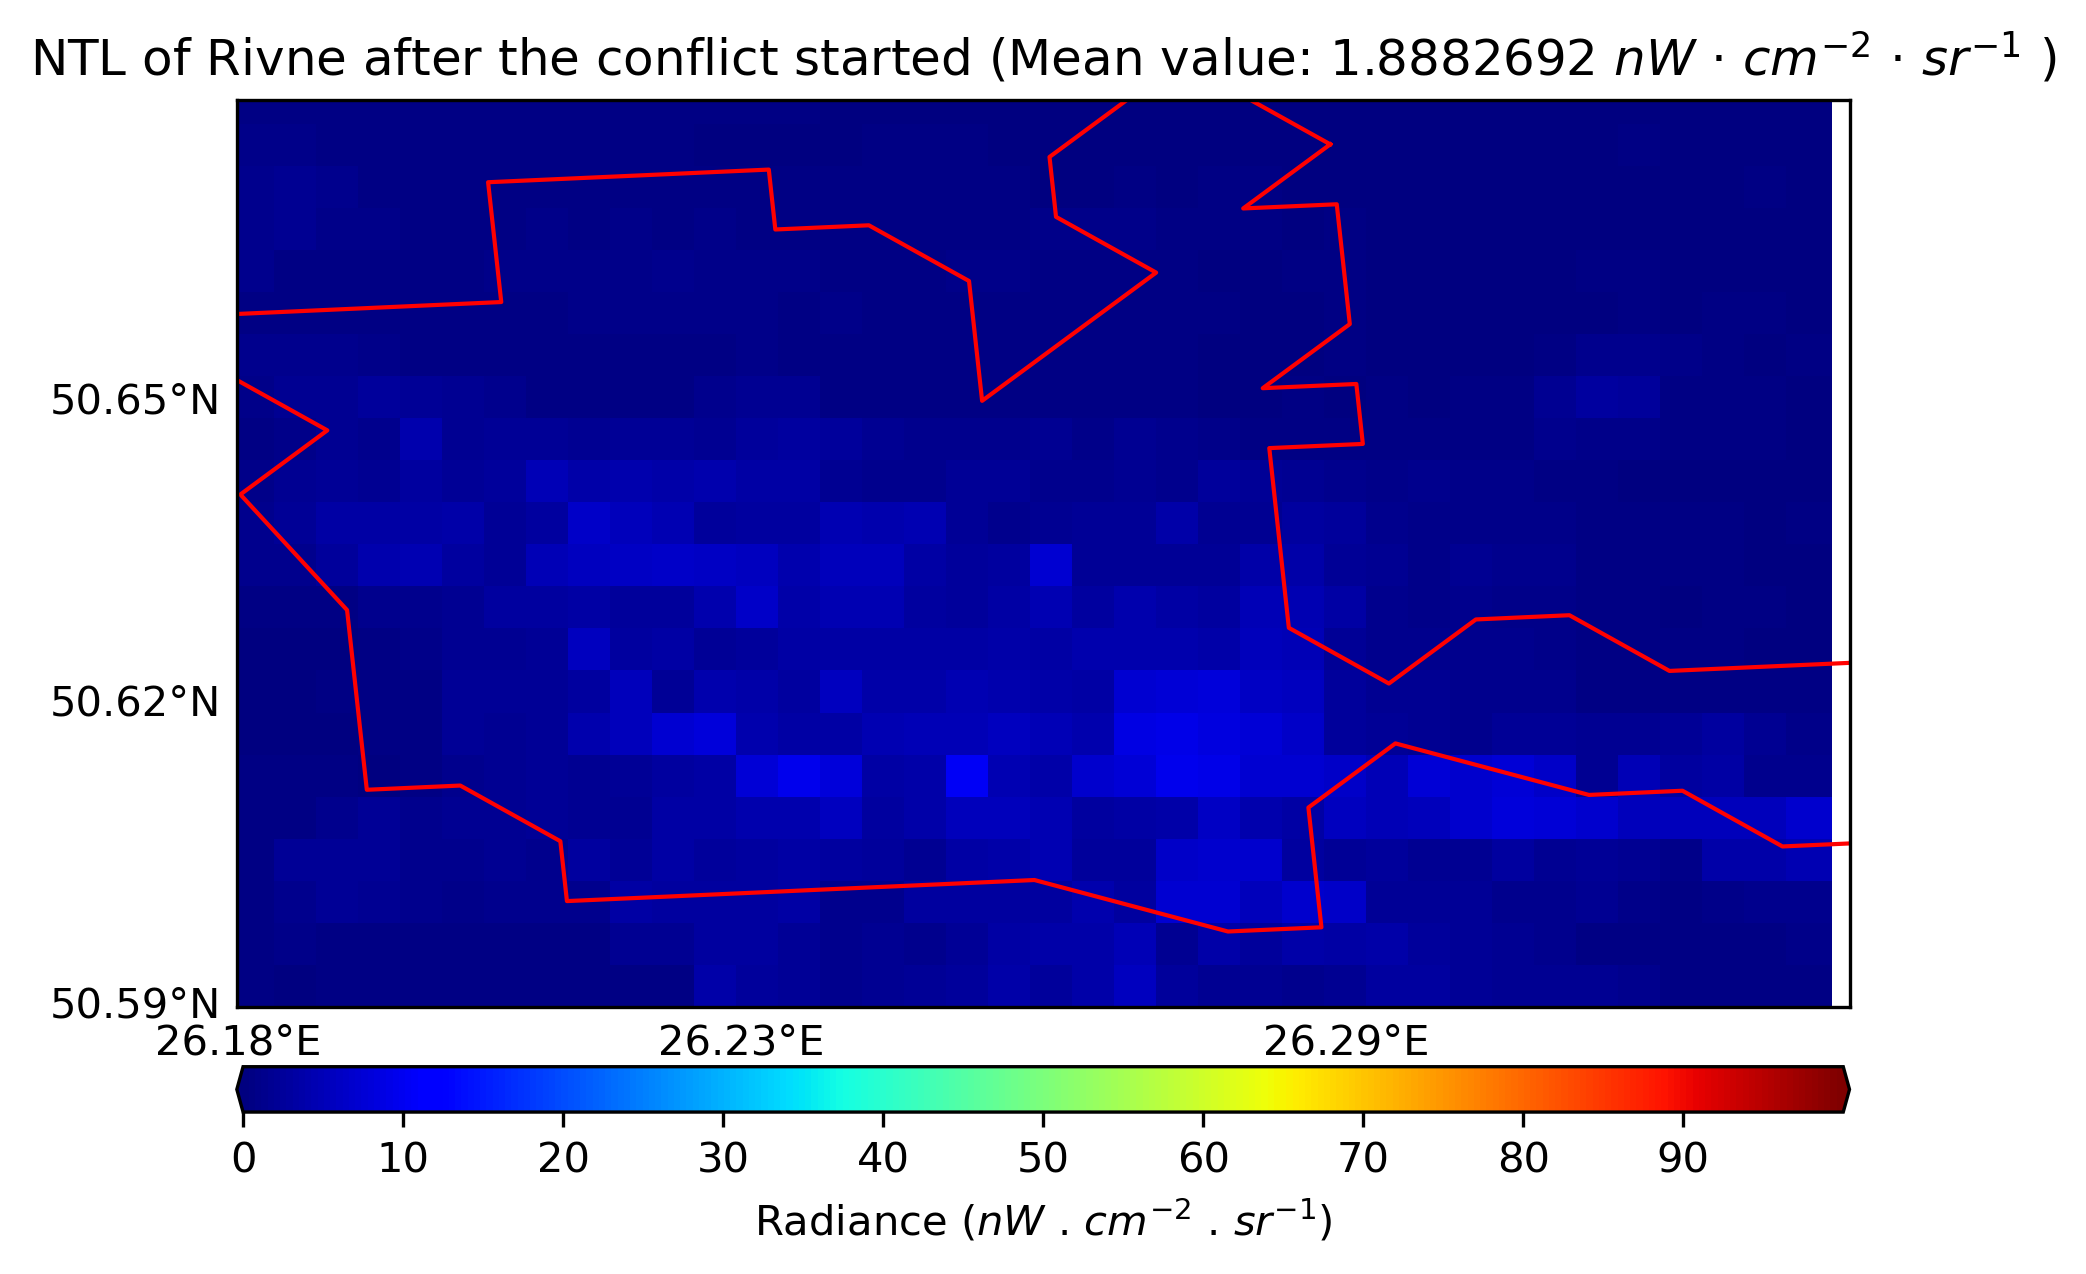 NTL of Rivne after the conflict started (Mean value: 1.8882692 nW · cm⁻² · sr⁻¹ )
50.65°N
50.62°N
50.59°N
26.18°E 26.23°E 26.29°E
0 10 20 30 40 50 60 70 80 90
Radiance (nW . cm⁻² . sr⁻¹)